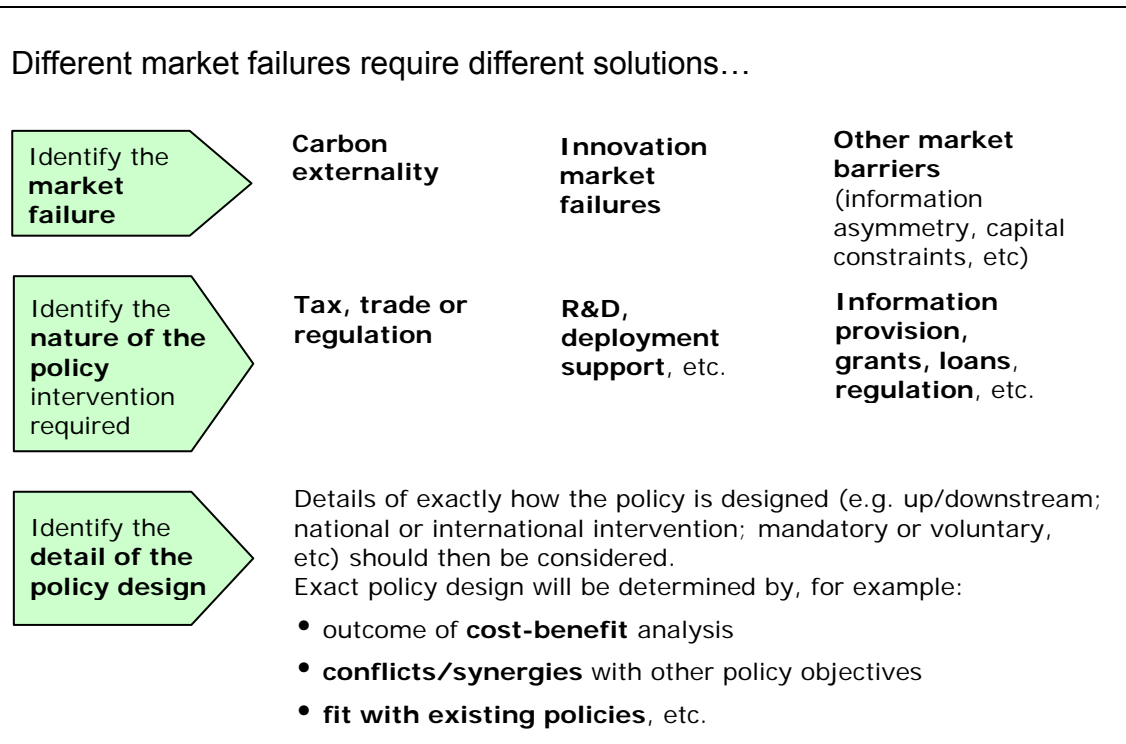 Different market failures require different solutions…
Identify the
market
failure
Carbon
externality
Innovation
market
failures
Other market
barriers
(information
asymmetry, capital
constraints, etc)
Identify the
nature of the
policy
intervention
required
Tax, trade or
regulation
R&D,
deployment
support, etc.
Information
provision,
grants, loans,
regulation, etc.
Identify the
detail of the
policy design
Details of exactly how the policy is designed (e.g. up/downstream;
national or international intervention; mandatory or voluntary,
etc) should then be considered.
Exact policy design will be determined by, for example:
• outcome of cost-benefit analysis
• conflicts/synergies with other policy objectives
• fit with existing policies, etc.